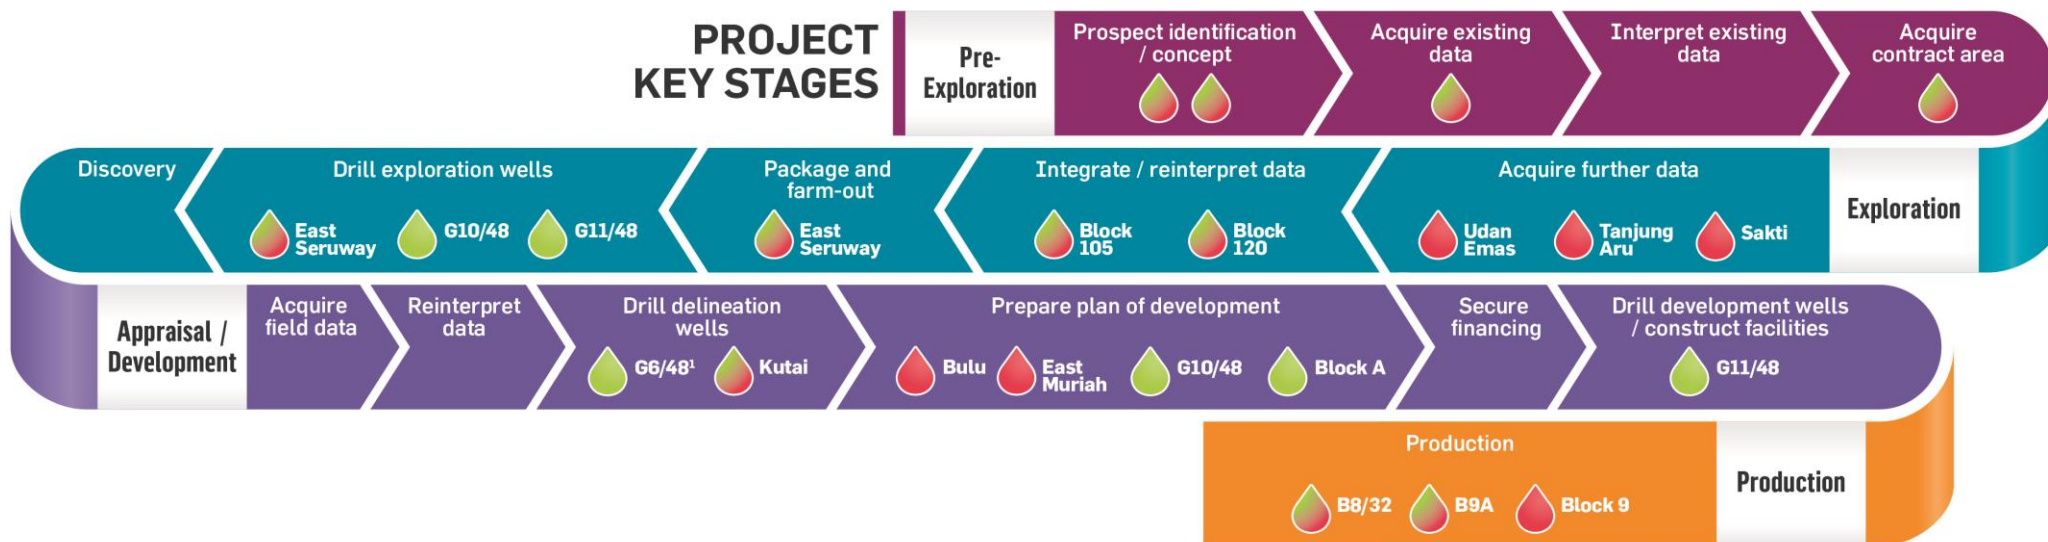 PROJECT
KEY STAGES
Pre-
Exploration
Prospect identification
/ concept
Acquire existing
data
Interpret existing
data
Acquire
contract area
Exploration
Acquire further data
Udan
Emas
Tanjung
Aru
Sakti
Integrate / reinterpret data
Block
105
Block
120
Package and
farm-out
East
Seruway
Drill exploration wells
East
Seruway
G10/48
G11/48
Discovery
Appraisal /
Development
Acquire
field data
Reinterpret
data
Drill delineation
wells
G6/48¹
Kutai
Prepare plan of development
Bulu
East
Muriah
G10/48
Block A
Secure
financing
Drill development wells
/ construct facilities
G11/48
Production
Production
B8/32
B9A
Block 9